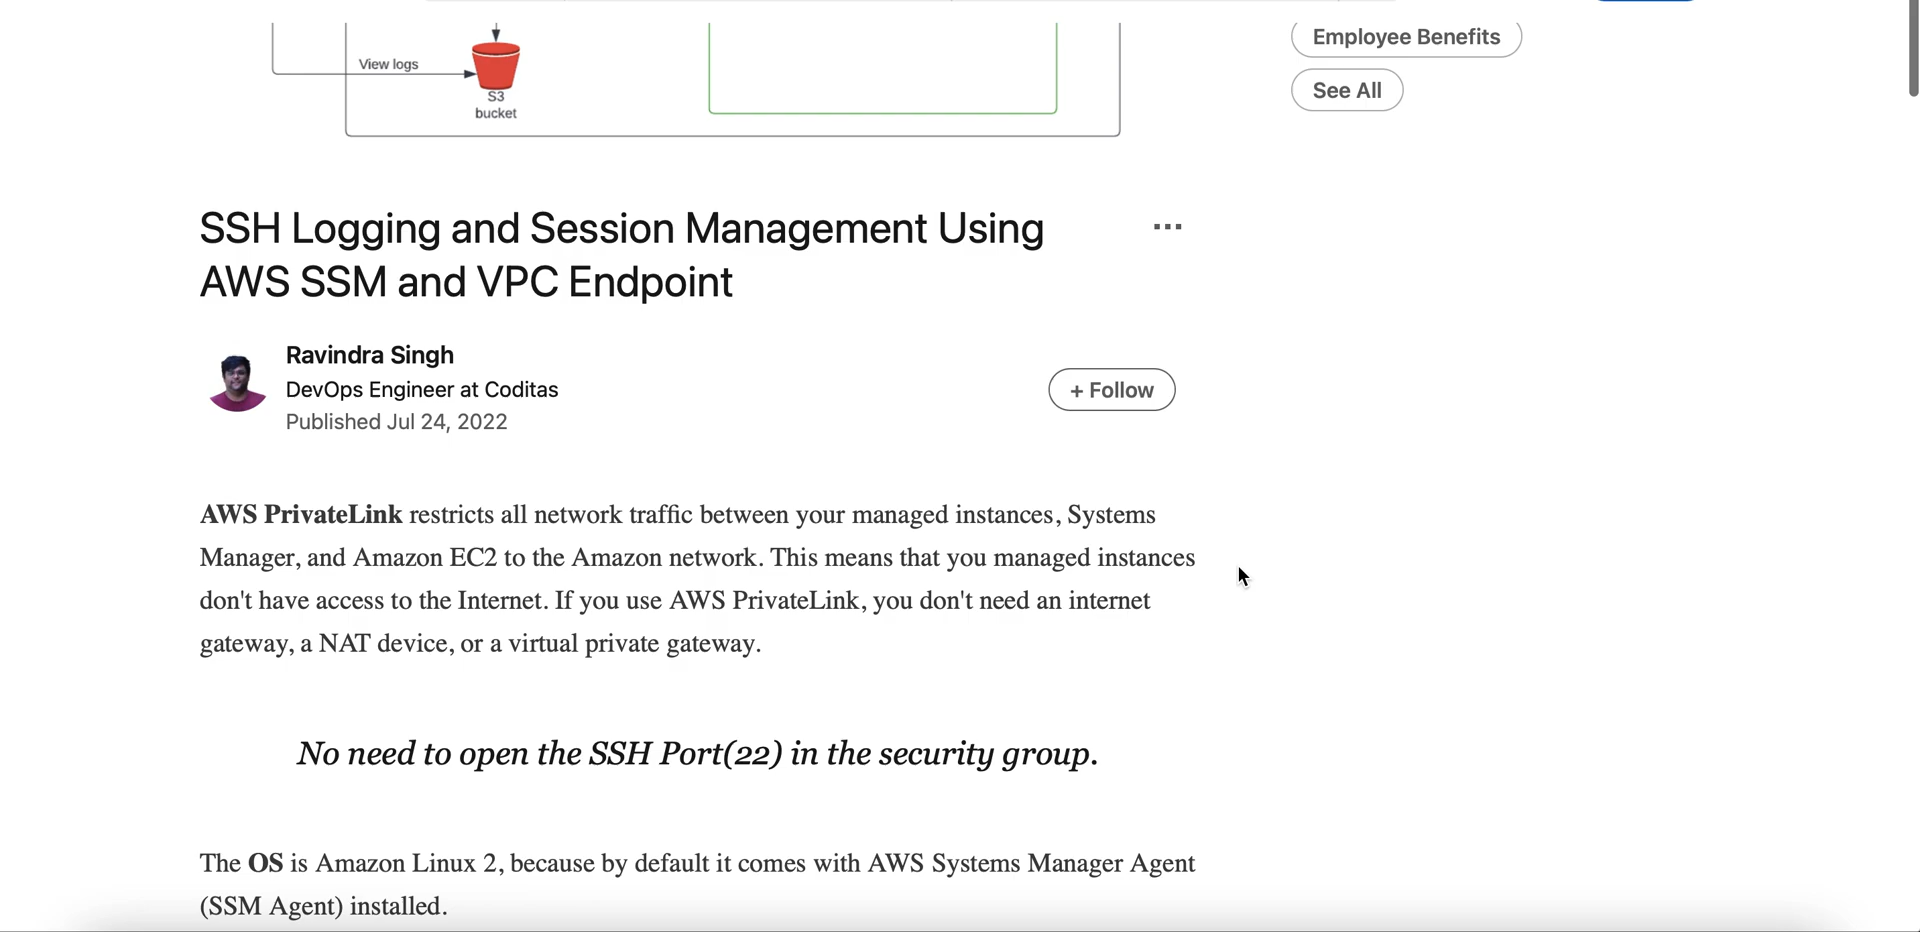 View logs
S3
bucket
Employee Benefits
See All
SSH Logging and Session Management Using
AWS SSM and VPC Endpoint
Ravindra Singh
DevOps Engineer at Coditas
Published Jul 24, 2022
+ Follow
AWS PrivateLink restricts all network traffic between your managed instances, Systems
Manager, and Amazon EC2 to the Amazon network. This means that you managed instances
don't have access to the Internet. If you use AWS PrivateLink, you don't need an internet
gateway, a NAT device, or a virtual private gateway.
No need to open the SSH Port(22) in the security group.
The OS is Amazon Linux 2, because by default it comes with AWS Systems Manager Agent
(SSM Agent) installed.